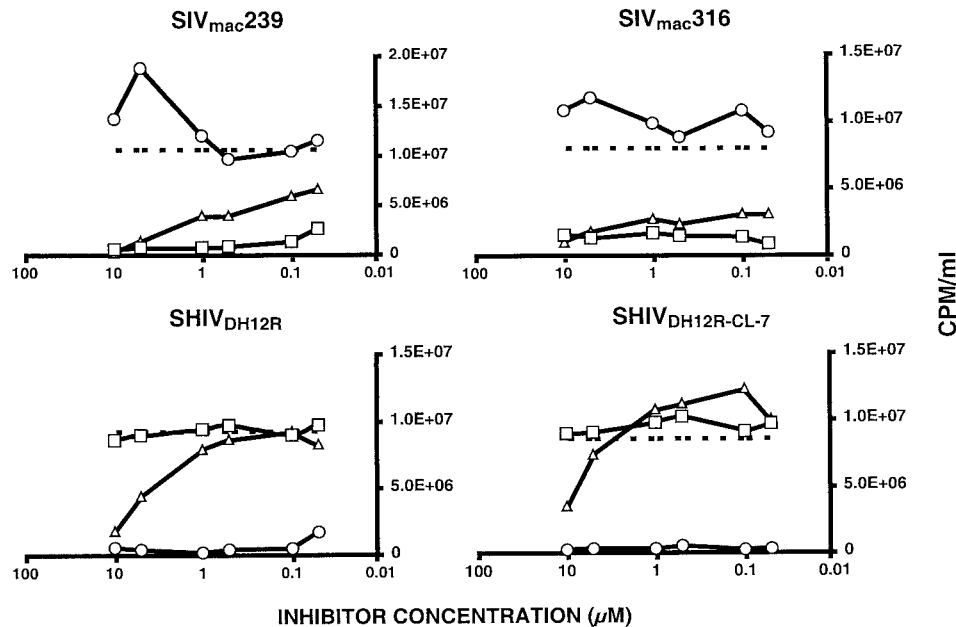 SIVmac239
2.0E+07
1.5E+07
1.0E+07
5.0E+06
0
100 10 1 0.1 0.01
SIVmac316
1.5E+07
1.0E+07
5.0E+06
0
100 10 1 0.1 0.01
SHIVDH12R
1.5E+07
1.0E+07
5.0E+06
0
100 10 1 0.1 0.01
SHIVDH12R-CL-7
1.5E+07
1.0E+07
5.0E+06
0
100 10 1 0.1 0.01
CPM/ml
INHIBITOR CONCENTRATION (µM)